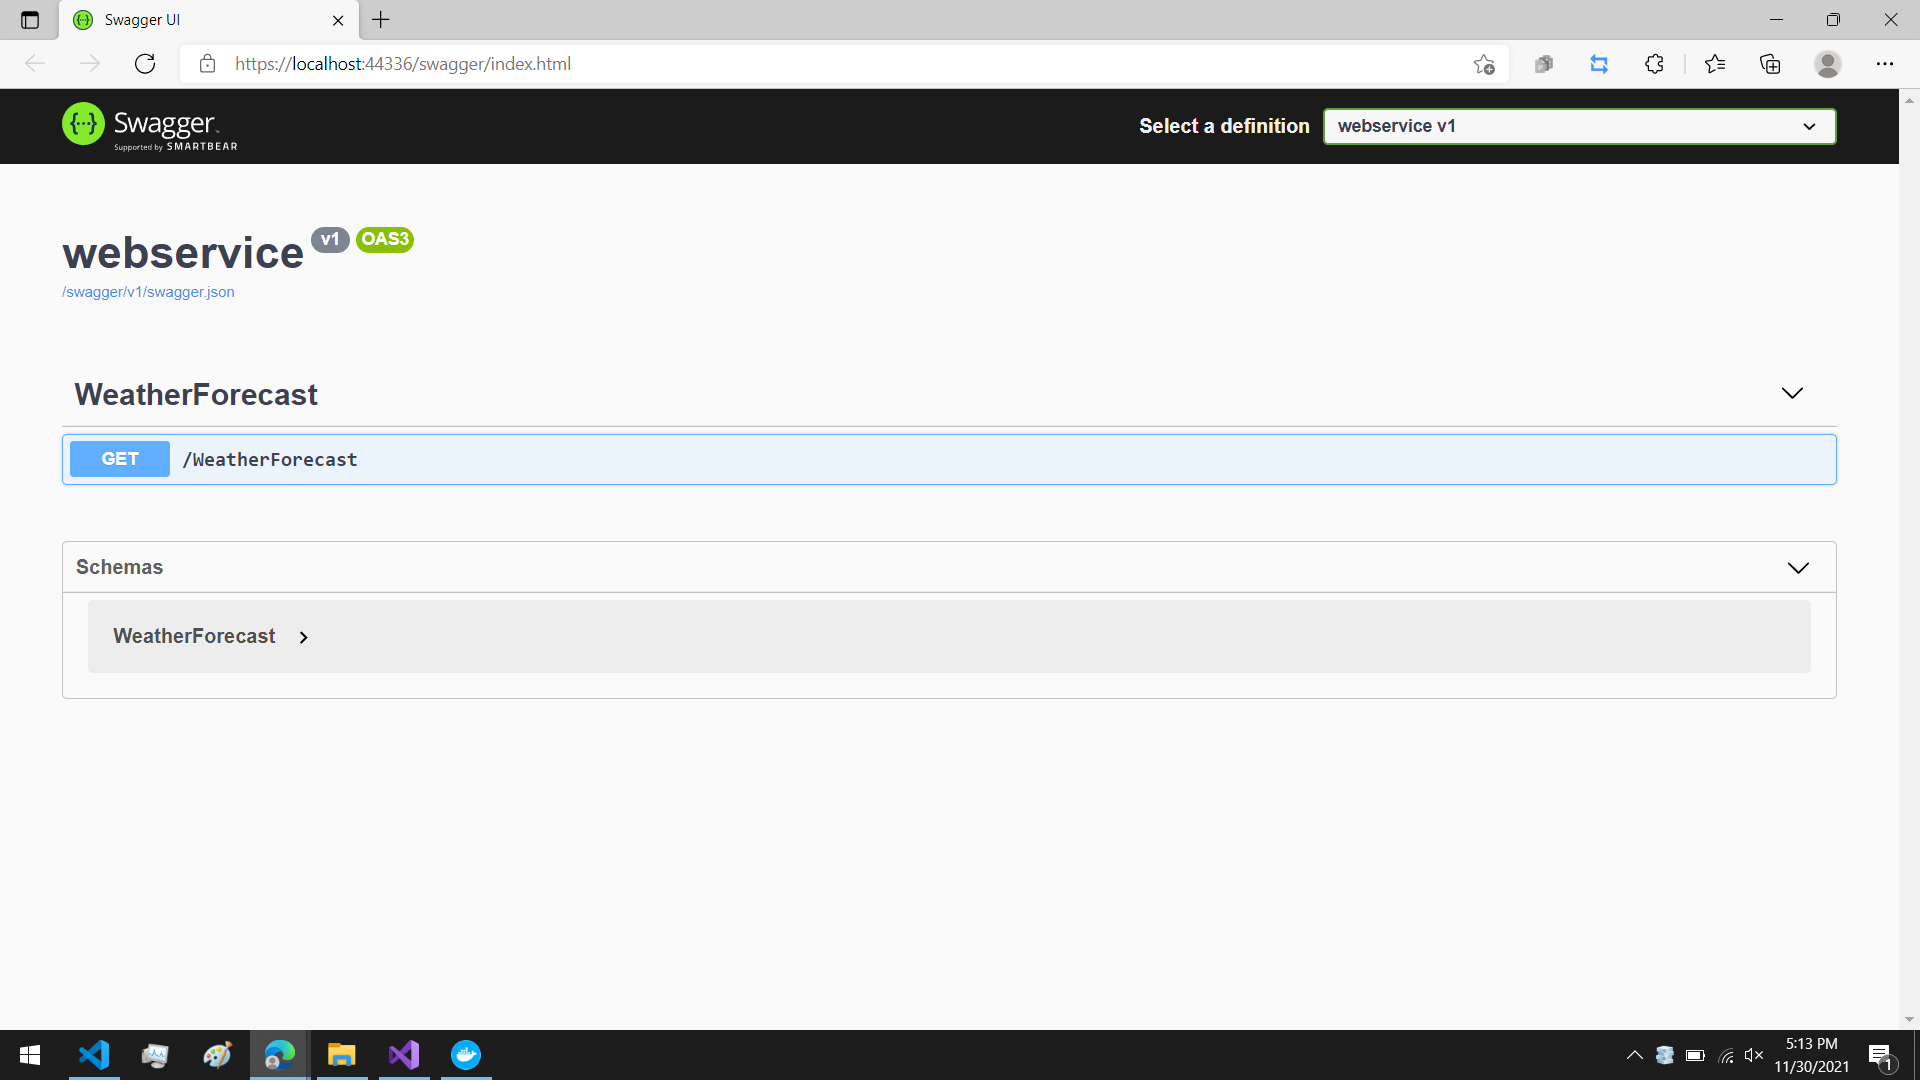 Swagger UI
https://localhost:44336/swagger/index.html
Swagger
Supported by SMARTBEAR
Select a definition
webservice v1
webservice v1 OAS3
/swagger/v1/swagger.json
WeatherForecast
GET /WeatherForecast
Schemas
WeatherForecast
5:13 PM
11/30/2021
1